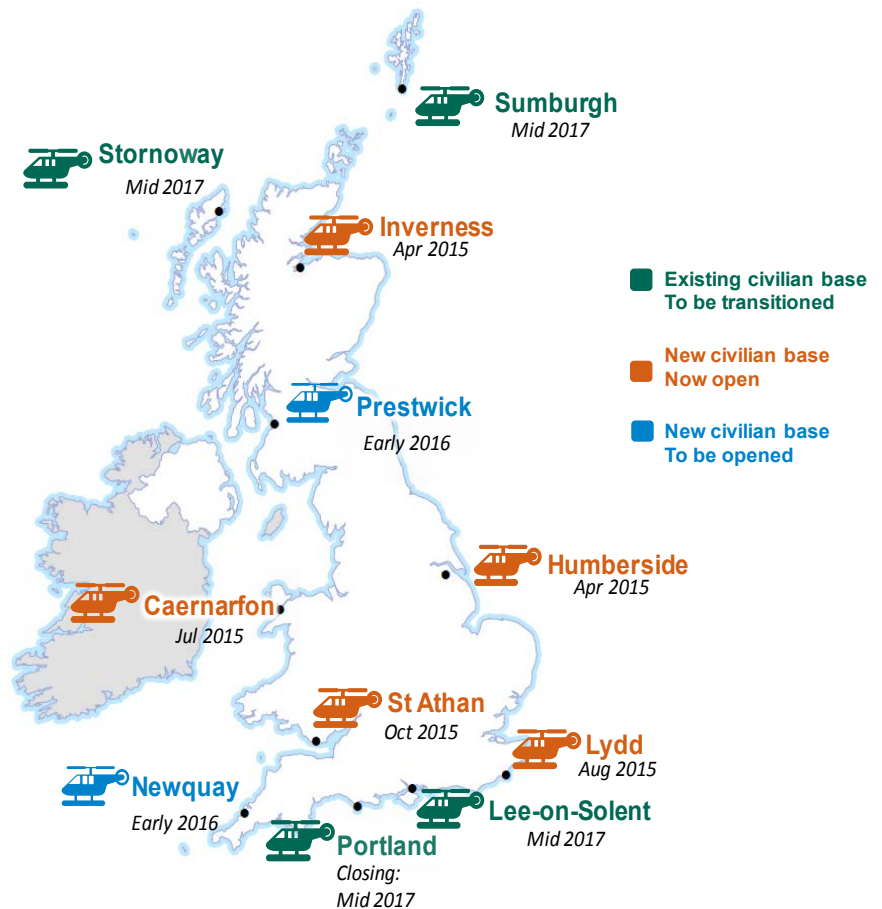 Sumburgh
Mid 2017
Stornoway
Mid 2017
Inverness
Apr 2015
Existing civilian base
To be transitioned
New civilian base
Now open
New civilian base
To be opened
Prestwick
Early 2016
Humberside
Apr 2015
Caernarfon
Jul 2015
St Athan
Oct 2015
Lydd
Aug 2015
Newquay
Early 2016
Lee-on-Solent
Mid 2017
Portland
Closing:
Mid 2017